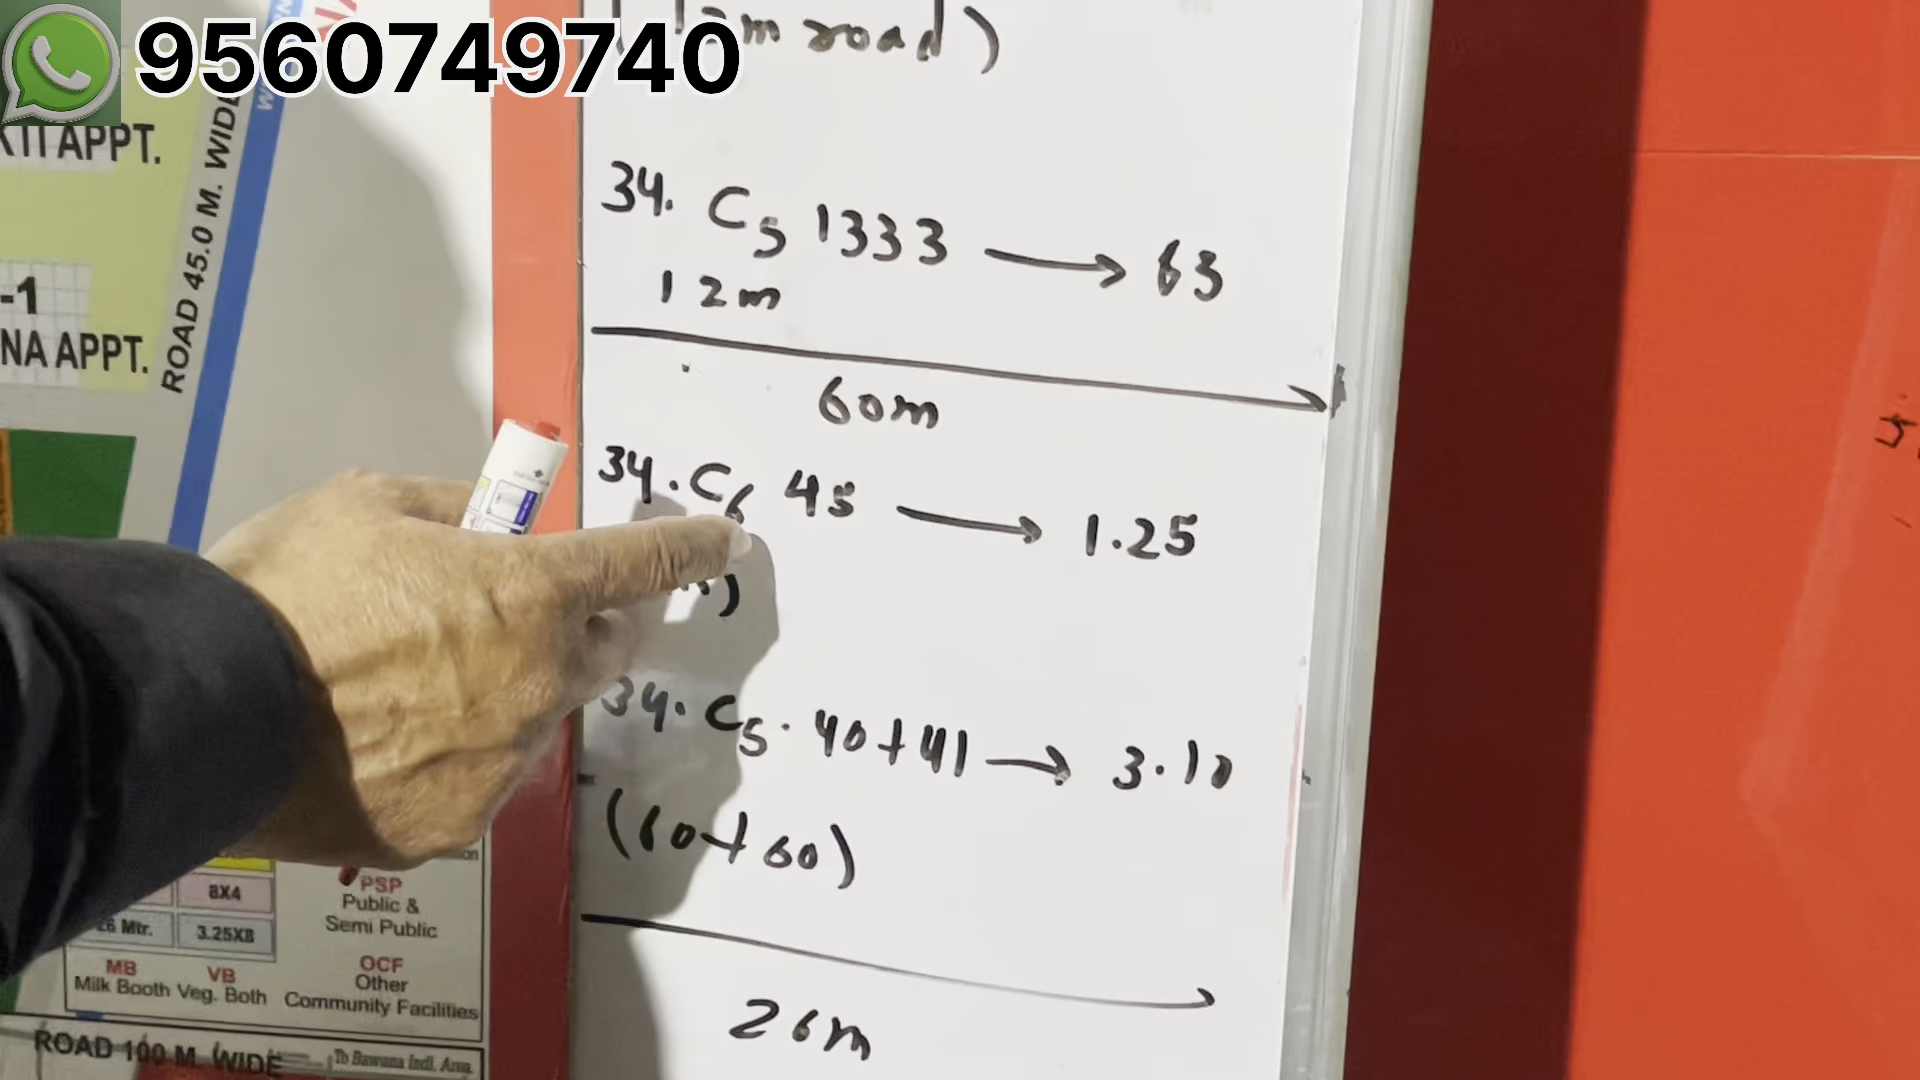 9560749740
m road)
KTI APPT.
ROAD 45.0 M. WIDE
-1
NA APPT.
34. C5 1333 → 63
12m
60m
34. C6 45 → 1.25
)
34. C5. 40+41 → 3.10
(60+60)
26m
8X4
26 Mtr.
3.25X8
MB
Milk Booth
VB
Veg. Both
PSP
Public &
Semi Public
OCF
Other
Community Facilities
ROAD 100 M. WIDE
To Bawana Indl. Area.